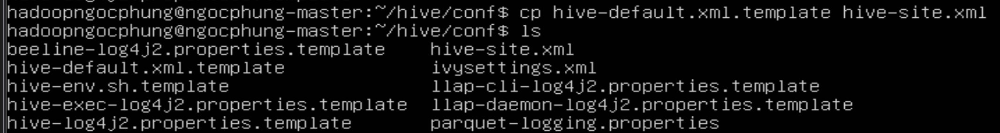 hadoopngocphung@ngocphung-master:~/hive/conf$ cp hive-default.xml.template hive-site.xml
hadoopngocphung@ngocphung-master:~/hive/conf$ ls
beeline-log4j2.properties.template    hive-site.xml
hive-default.xml.template             ivysettings.xml
hive-env.sh.template                  llap-cli-log4j2.properties.template
hive-exec-log4j2.properties.template  llap-daemon-log4j2.properties.template
hive-log4j2.properties.template       parquet-logging.properties